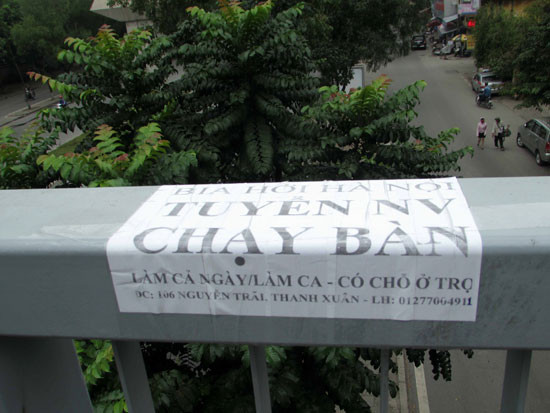 BIA HƠI HÀ NỘI
TUYỂN NV
CHẠY BÀN
LÀM CẢ NGÀY/LÀM CA - CÓ CHỖ Ở TRỌ
ĐC: 106 NGUYỄN TRÃI, THANH XUÂN - LH: 01277064911